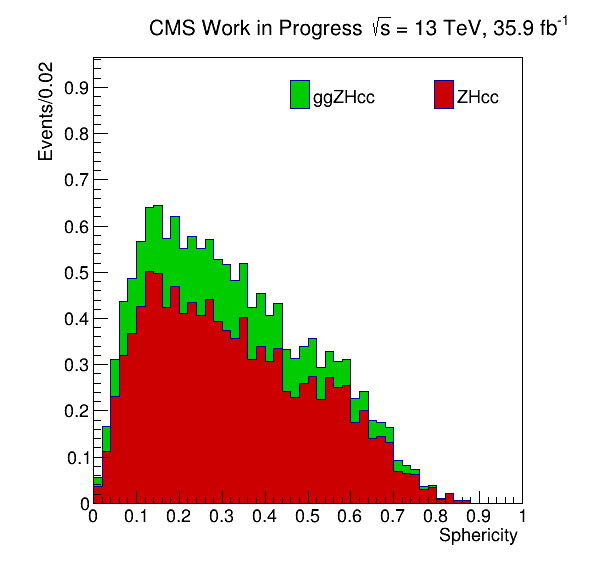 CMS Work in Progress √s = 13 TeV, 35.9 fb⁻¹
Events/0.02
ggZHcc
ZHcc
0.9
0.8
0.7
0.6
0.5
0.4
0.3
0.2
0.1
0
0 0.1 0.2 0.3 0.4 0.5 0.6 0.7 0.8 0.9 1
Sphericity